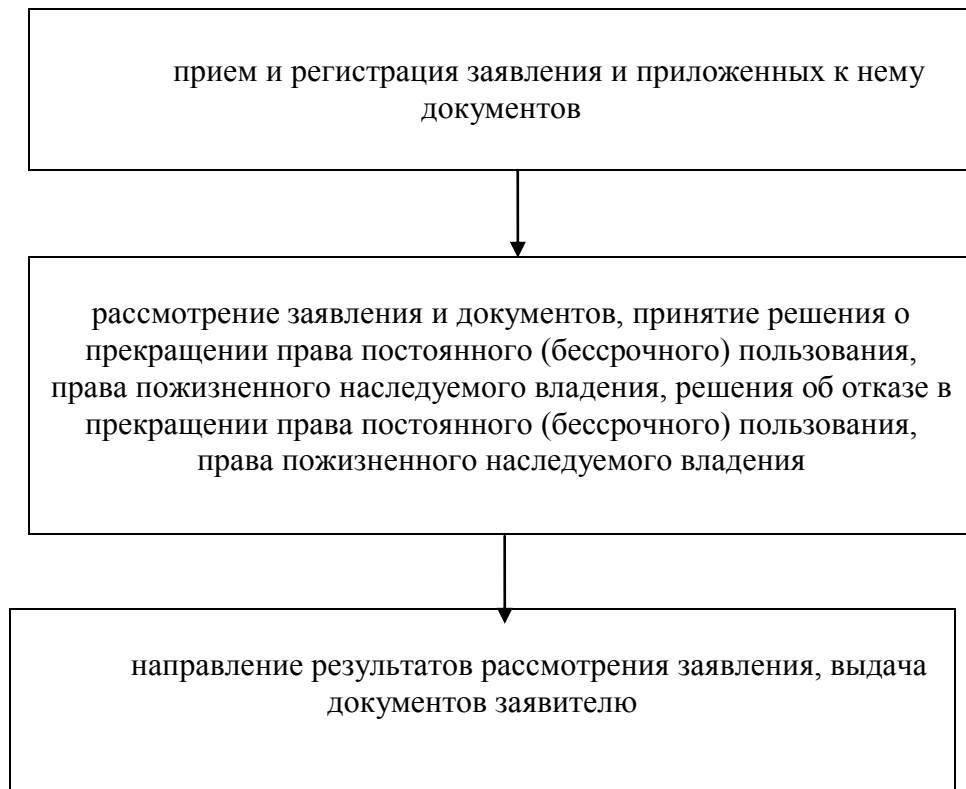 прием и регистрация заявления и приложенных к нему
документов
рассмотрение заявления и документов, принятие решения о
прекращении права постоянного (бессрочного) пользования,
права пожизненного наследуемого владения, решения об отказе в
прекращении права постоянного (бессрочного) пользования,
права пожизненного наследуемого владения
направление результатов рассмотрения заявления, выдача
документов заявителю